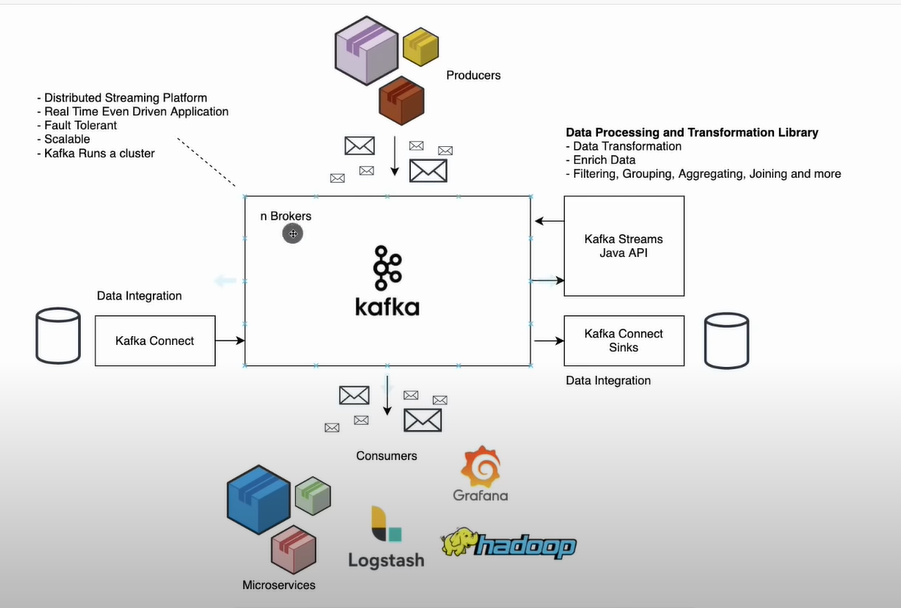 Producers
- Distributed Streaming Platform
- Real Time Even Driven Application
- Fault Tolerant
- Scalable
- Kafka Runs a cluster
Data Processing and Transformation Library
- Data Transformation
- Enrich Data
- Filtering, Grouping, Aggregating, Joining and more
n Brokers
kafka
Kafka Streams
Java API
Data Integration
Kafka Connect
Kafka Connect
Sinks
Data Integration
Consumers
Grafana
Logstash
hadoop
Microservices